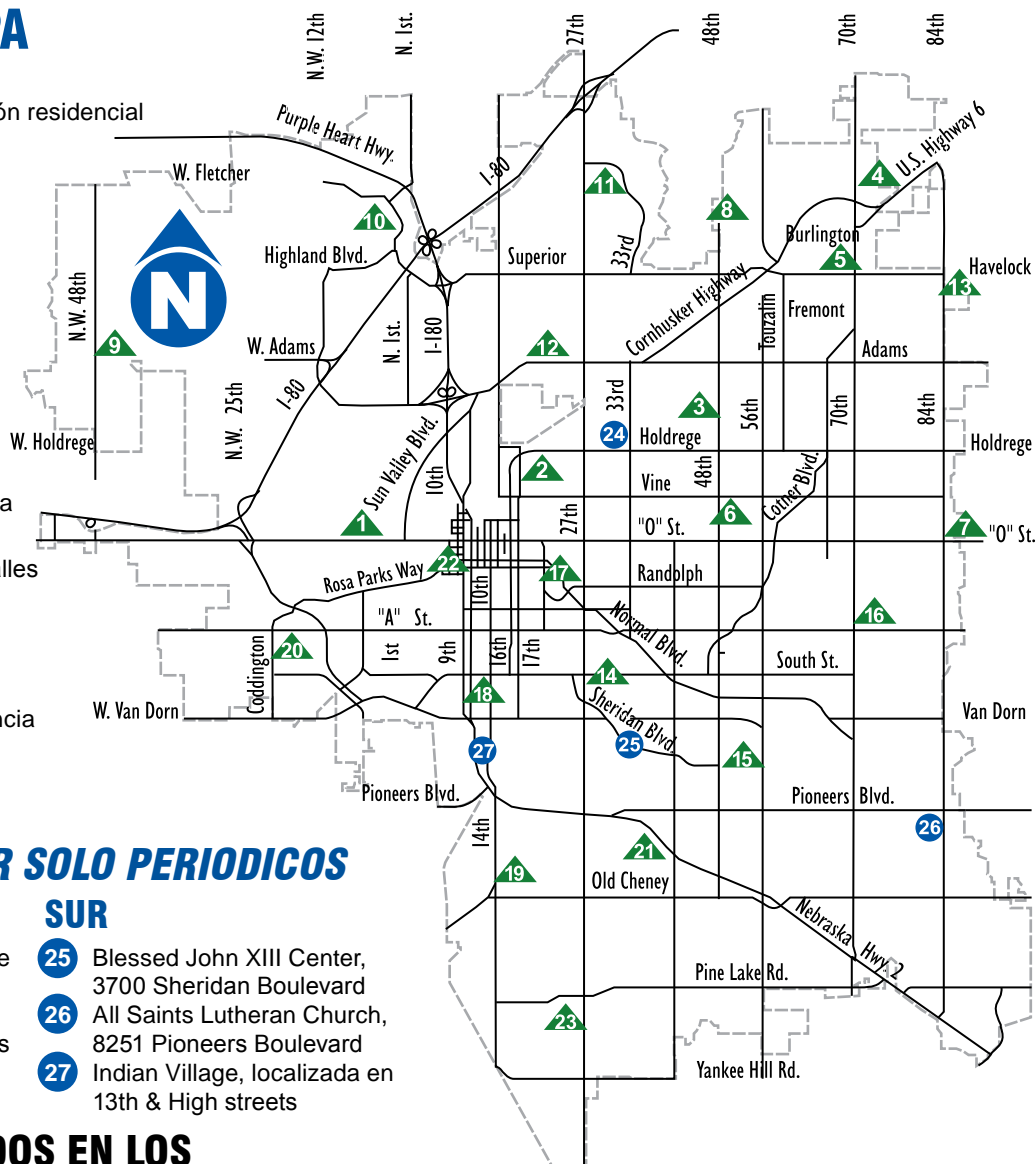 PA
ón residencial
a
alles
ncia
N.W. 12th
N. 1st.
27th
48th
70th
84th
Purple Heart Hwy.
W. Fletcher
I-80
U.S. Highway 6
4
11
8
10
Burlington
5
Highland Blvd.
Superior
33rd
Havelock
13
N.W. 48th
N
Cornhusker Highway
Touzalin
Fremont
9
W. Adams
N. 1st.
I-180
12
Adams
N.W. 25th
I-80
33rd
3
56th
70th
84th
W. Holdrege
Sun Valley Blvd.
24
Holdrege
Holdrege
10th
2
48th
Cotner Blvd.
Vine
1
27th
"O" St.
6
7
"O" St.
22
Rosa Parks Way
10th
17
Randolph
"A" St.
Normal Blvd.
16
20
1st
9th
16th
17th
South St.
Coddington
18
14
W. Van Dorn
Sheridan Blvd.
Van Dorn
27
25
15
Pioneers Blvd.
Pioneers Blvd.
26
14th
19
21
Old Cheney
Nebraska Hwy. 2
Pine Lake Rd.
23
Yankee Hill Rd.
R SOLO PERIODICOS
SUR
e
s
25 Blessed John XIII Center,
3700 Sheridan Boulevard
26 All Saints Lutheran Church,
8251 Pioneers Boulevard
27 Indian Village, localizada en
13th & High streets
DOS EN LOS